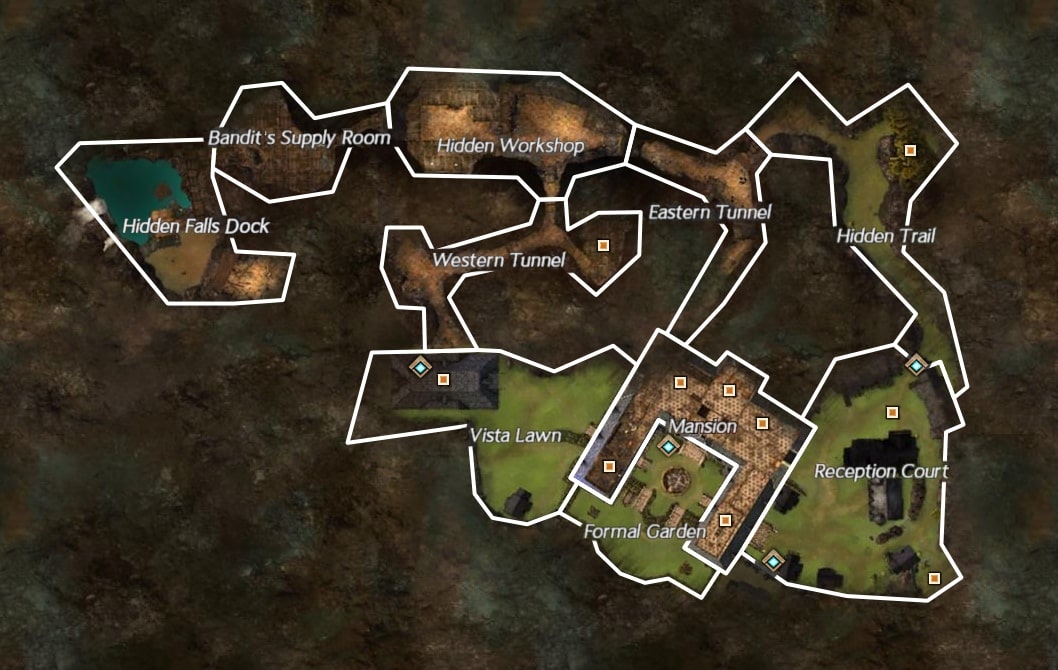 Bandit's Supply Room
Hidden Workshop
Hidden Falls Dock
Eastern Tunnel
Hidden Trail
Western Tunnel
Mansion
Vista Lawn
Reception Court
Formal Garden